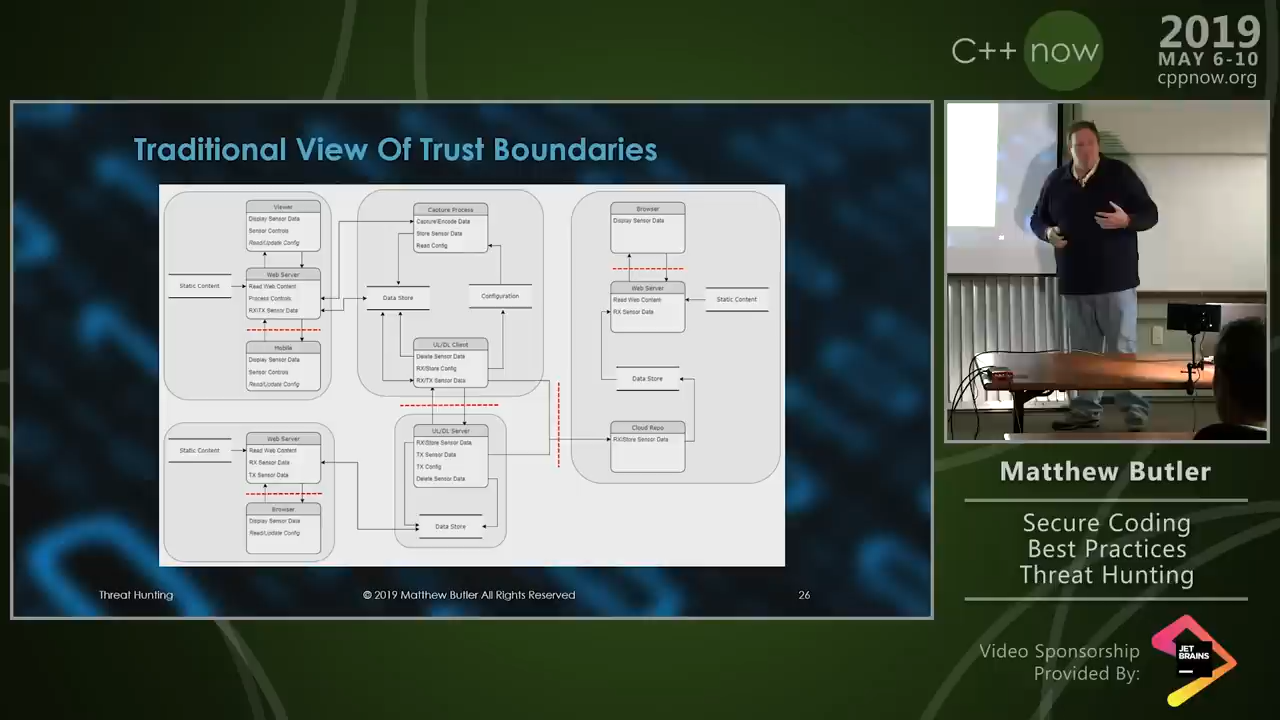 C++ now
2019
MAY 6-10
cppnow.org
Traditional View Of Trust Boundaries
Viewer
Display Sensor Data
Sensor Controls
Read/Update Config
Static Content
Web Server
Read Web Content
Process Controls
RX\TX Sensor Data
Mobile
Display Sensor Data
Sensor Controls
Read/Update Config
Capture Process
Capture\Encode Data
Store Sensor Data
Read Config
Data Store
Configuration
UL/DL Client
Delete Sensor Data
RX/Store Config
RX/TX Sensor Data
Browser
Display Sensor Data
Web Server
Read Web Content
RX Sensor Data
Static Content
Data Store
Cloud Repo
RX\Store Sensor Data
Static Content
Web Server
Read Web Content
RX Sensor Data
TX Sensor Data
Browser
Display Sensor Data
Read/Update Config
UL/DL Server
RX\Store Sensor Data
TX Sensor Data
TX Config
Delete Sensor Data
Data Store
Threat Hunting
© 2019 Matthew Butler All Rights Reserved
26
Matthew Butler
Secure Coding
Best Practices
Threat Hunting
Video Sponsorship
Provided By:
JET
BRAINS